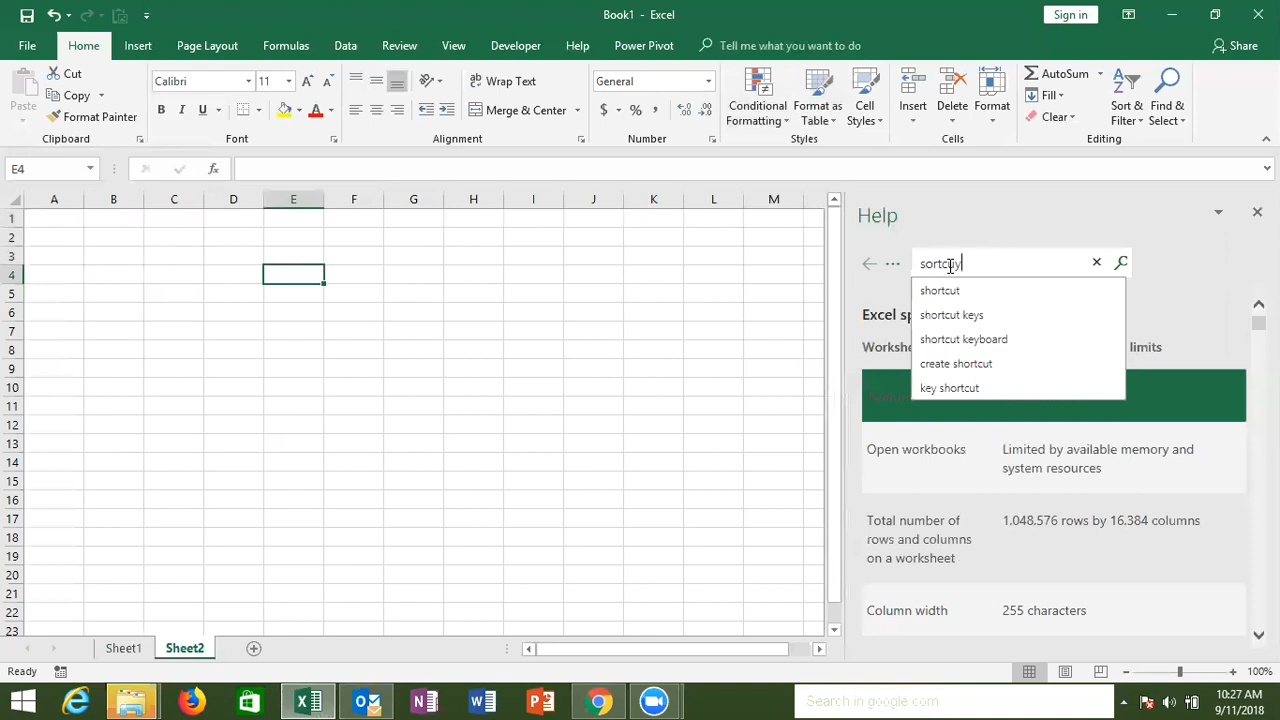 Book1 - Excel
Sign in
File Home Insert Page Layout Formulas Data Review View Developer Help Power Pivot Tell me what you want to do Share
Paste
Cut
Copy
Format Painter
Calibri 11
B I U A
Wrap Text
Merge & Center
General
$ % ,
Conditional Formatting
Format as Table
Cell Styles
Insert
Delete
Format
AutoSum
Fill
Clear
Sort & Filter
Find & Select
Clipboard Font Alignment Number Styles Cells Editing
E4 fx
A B C D E F G H I J K L M
1
2
3
4
5
6
7
8
9
10
11
12
13
14
15
16
17
18
19
20
21
22
23
Help
shortcut
shortcut keys
shortcut keyboard
create shortcut
key shortcut
Excel sp
Workshe limits
Open workbooks Limited by available memory and
system resources
Total number of 1.048.576 rows by 16.384 columns
rows and columns
on a worksheet
Column width 255 characters
Sheet1 Sheet2
Ready 100%
Search in google.com
10:27 AM
9/11/2018